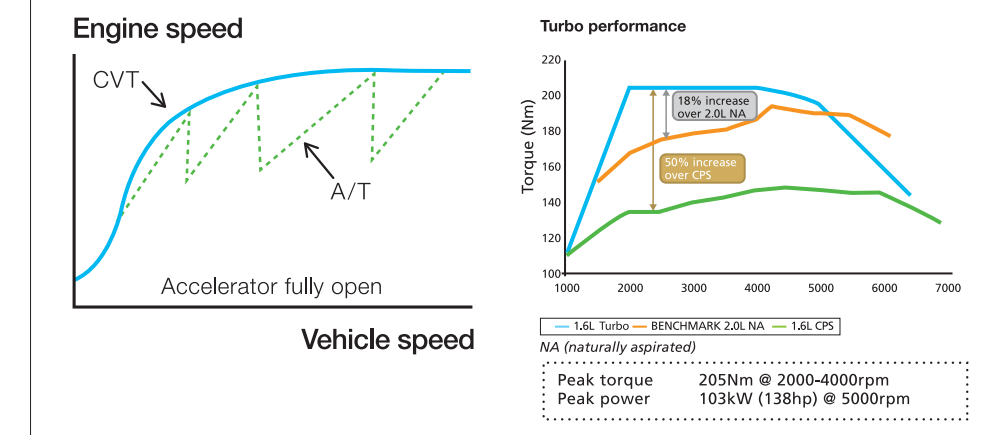 Engine speed
CVT
A/T
Accelerator fully open
Vehicle speed
Turbo performance
Torque (Nm)
220
200
180
160
140
120
100
18% increase
over 2.0L NA
50% increase
over CPS
1000 2000 3000 4000 5000 6000 7000
1.6L Turbo BENCHMARK 2.0L NA 1.6L CPS
NA (naturally aspirated)
Peak torque 205Nm @ 2000-4000rpm
Peak power 103kW (138hp) @ 5000rpm